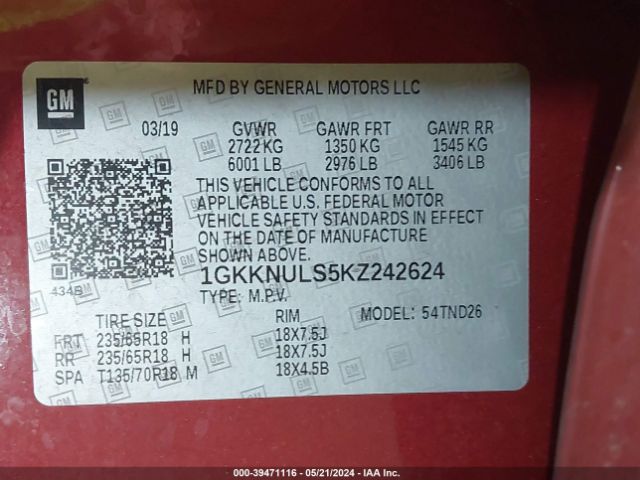 GM
MFD BY GENERAL MOTORS LLC
03/19 GVWR GAWR FRT GAWR RR
2722 KG 1350 KG 1545 KG
6001 LB 2976 LB 3406 LB
THIS VEHICLE CONFORMS TO ALL
APPLICABLE U.S. FEDERAL MOTOR
VEHICLE SAFETY STANDARDS IN EFFECT
ON THE DATE OF MANUFACTURE
SHOWN ABOVE.
434B
1GKKNULS5KZ242624
TYPE: M.P.V. MODEL: 54TND26
TIRE SIZE RIM
FRT 235/65R18 H 18X7.5J
RR 235/65R18 H 18X7.5J
SPA T135/70R18 M 18X4.5B
000-39471116 - 05/21/2024 - IAA Inc.